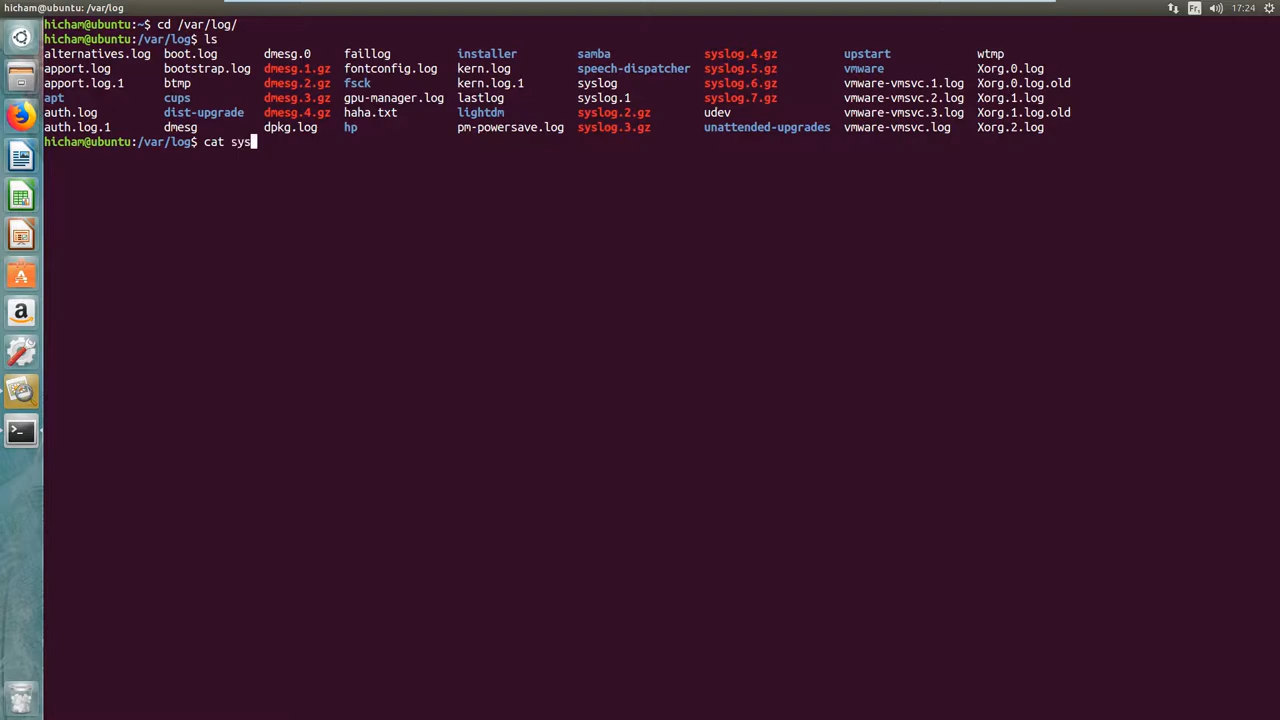 hicham@ubuntu: /var/log
Fr
17:24
hicham@ubuntu:~$ cd /var/log/
hicham@ubuntu:/var/log$ ls
alternatives.log boot.log dmesg.0 faillog installer samba syslog.4.gz upstart wtmp
apport.log bootstrap.log dmesg.1.gz fontconfig.log kern.log speech-dispatcher syslog.5.gz vmware Xorg.0.log
apport.log.1 btmp dmesg.2.gz fsck kern.log.1 syslog syslog.6.gz vmware-vmsvc.1.log Xorg.0.log.old
apt cups dmesg.3.gz gpu-manager.log lastlog syslog.1 syslog.7.gz vmware-vmsvc.2.log Xorg.1.log
auth.log dist-upgrade dmesg.4.gz haha.txt lightdm syslog.2.gz udev vmware-vmsvc.3.log Xorg.1.log.old
auth.log.1 dmesg dpkg.log hp pm-powersave.log syslog.3.gz unattended-upgrades vmware-vmsvc.log Xorg.2.log
hicham@ubuntu:/var/log$ cat sys